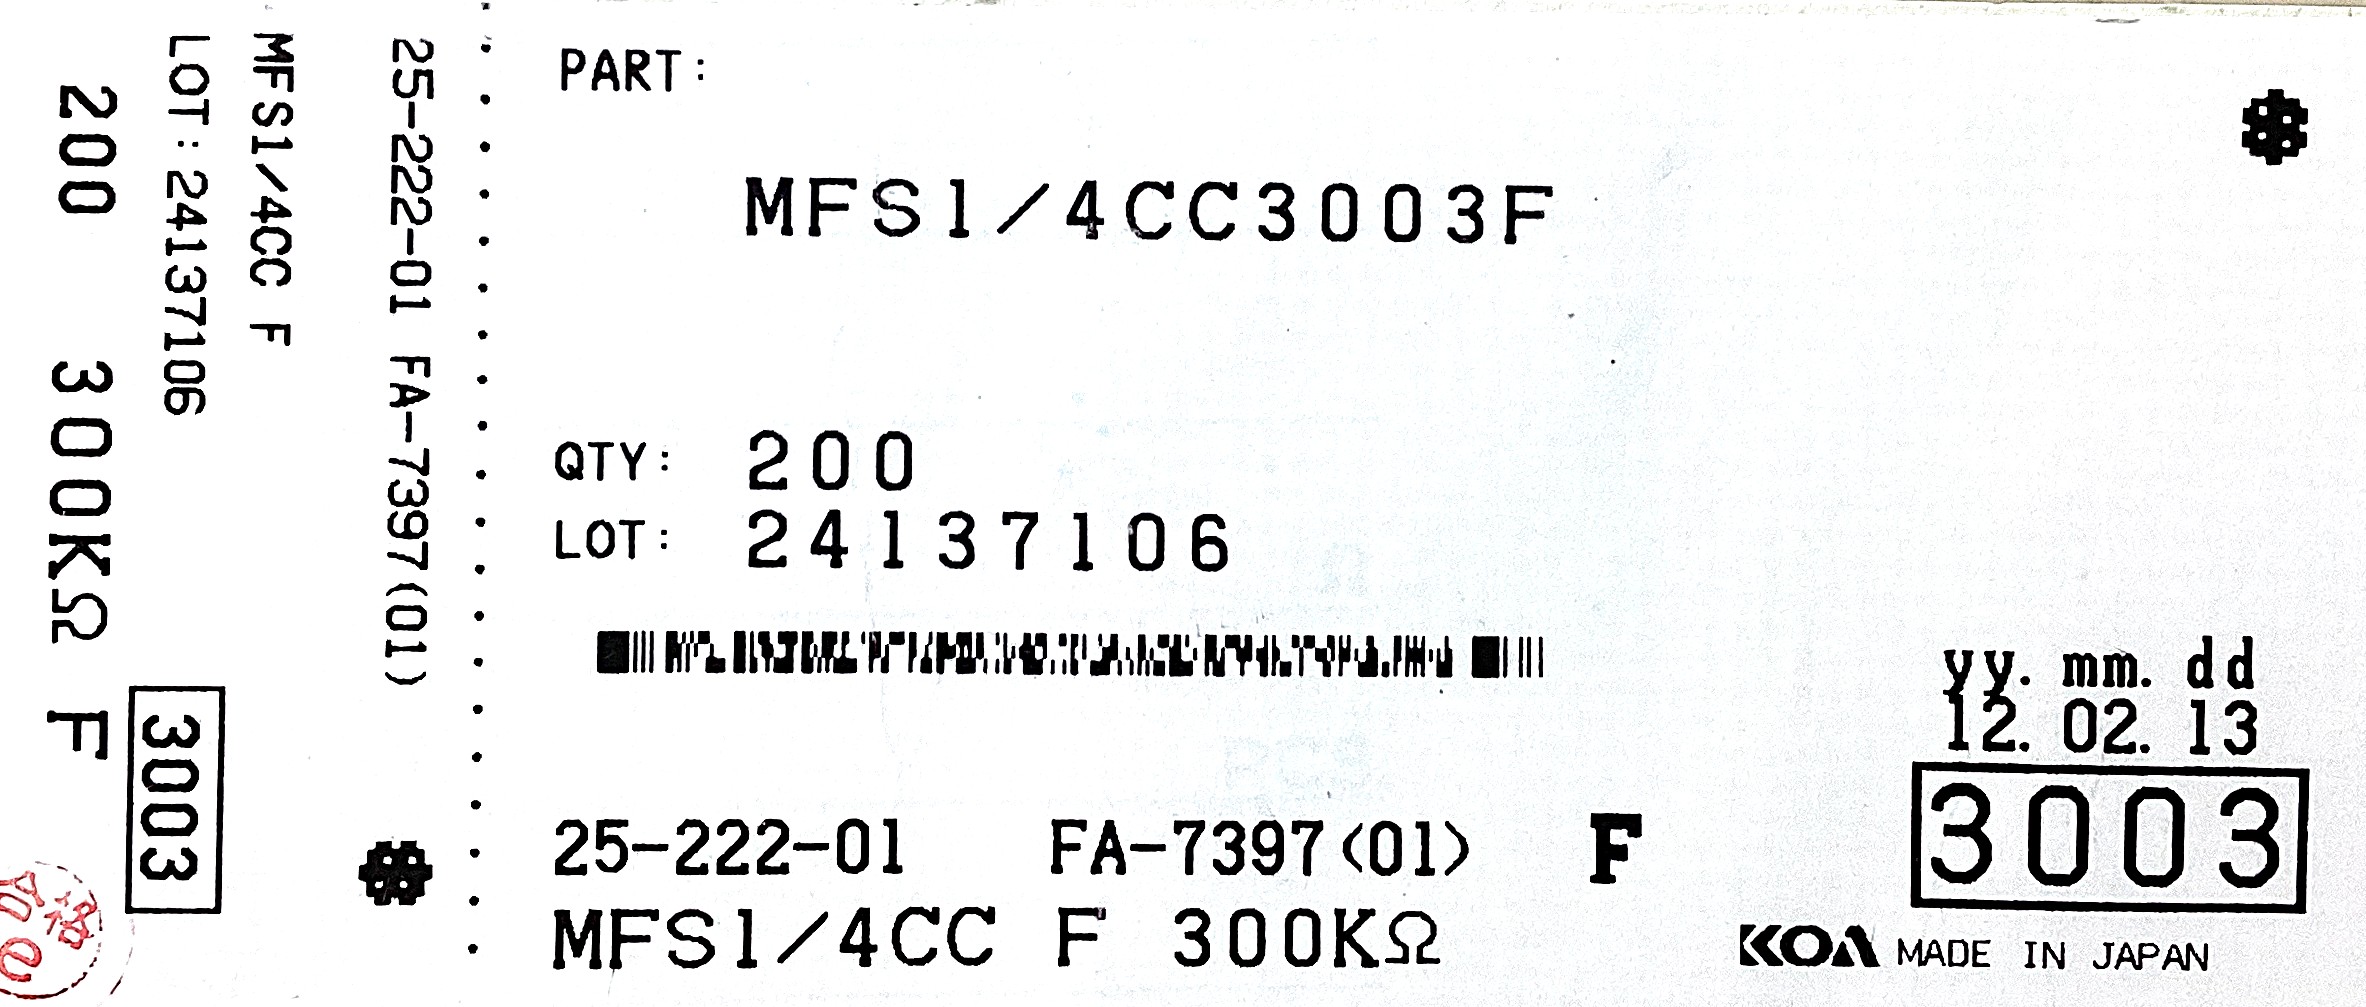 25-222-01 FA-7397(01)
MFS1/4CC F
LOT: 24137106
3003
200 300KΩ F
合格
PART:
MFS1/4CC3003F
QTY: 200
LOT: 24137106
yy. mm. dd
12. 02. 13
3003
25-222-01 FA-7397(01) F
MFS1/4CC F 300KΩ
KOA MADE IN JAPAN